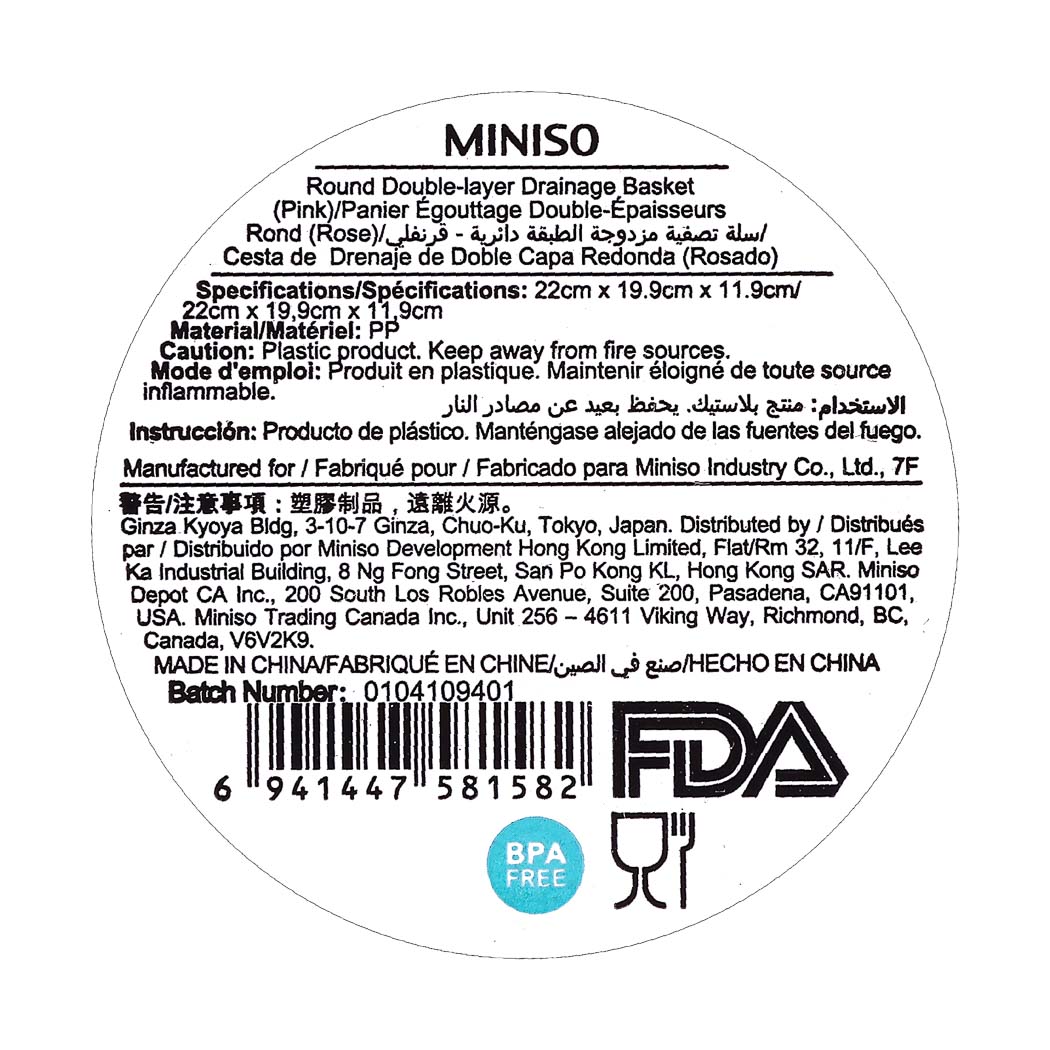 MINISO
Round Double-layer Drainage Basket
(Pink)/Panier Égouttage Double-Épaisseurs
Rond (Rose)/سلة تصفية مزدوجة الطبقة دائرية - قرنفلي/
Cesta de Drenaje de Doble Capa Redonda (Rosado)
Specifications/Spécifications: 22cm x 19.9cm x 11.9cm/
22cm x 19,9cm x 11,9cm
Material/Matériel: PP
Caution: Plastic product. Keep away from fire sources.
Mode d'emploi: Produit en plastique. Maintenir éloigné de toute source
inflammable.
الاستخدام: منتج بلاستيك. يحفظ بعيد عن مصادر النار
Instrucción: Producto de plástico. Manténgase alejado de las fuentes del fuego.
Manufactured for / Fabriqué pour / Fabricado para Miniso Industry Co., Ltd., 7F
警告/注意事項：塑膠制品，遠離火源。
Ginza Kyoya Bldg, 3-10-7 Ginza, Chuo-Ku, Tokyo, Japan. Distributed by / Distribués
par / Distribuido por Miniso Development Hong Kong Limited, Flat/Rm 32, 11/F, Lee
Ka Industrial Building, 8 Ng Fong Street, San Po Kong KL, Hong Kong SAR. Miniso
Depot CA Inc., 200 South Los Robles Avenue, Suite 200, Pasadena, CA91101,
USA. Miniso Trading Canada Inc., Unit 256 – 4611 Viking Way, Richmond, BC,
Canada, V6V2K9.
MADE IN CHINA/FABRIQUÉ EN CHINE/صنع في الصين/HECHO EN CHINA
Batch Number: 0104109401
6 941447 581582
FDA
BPA
FREE